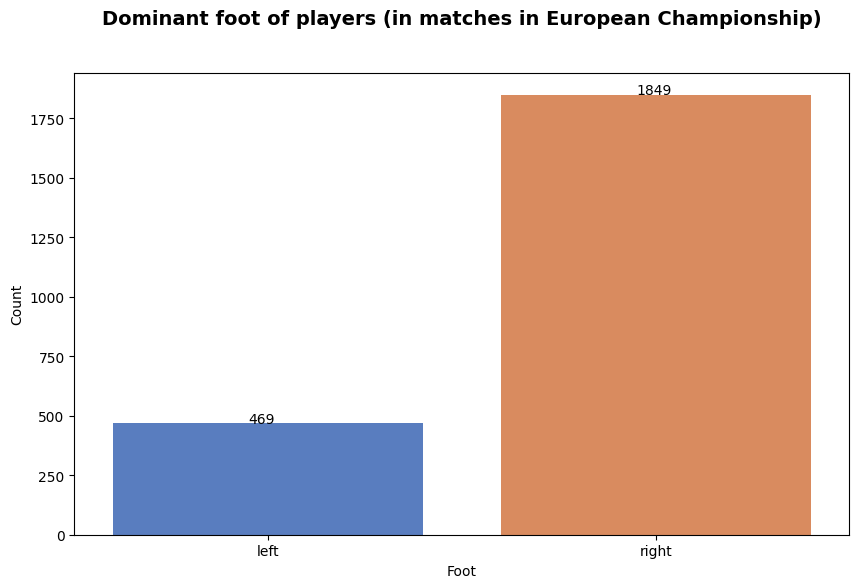 Dominant foot of players (in matches in European Championship)
1849
1750
1500
1250
1000
750
500
469
250
0
Count
left
right
Foot